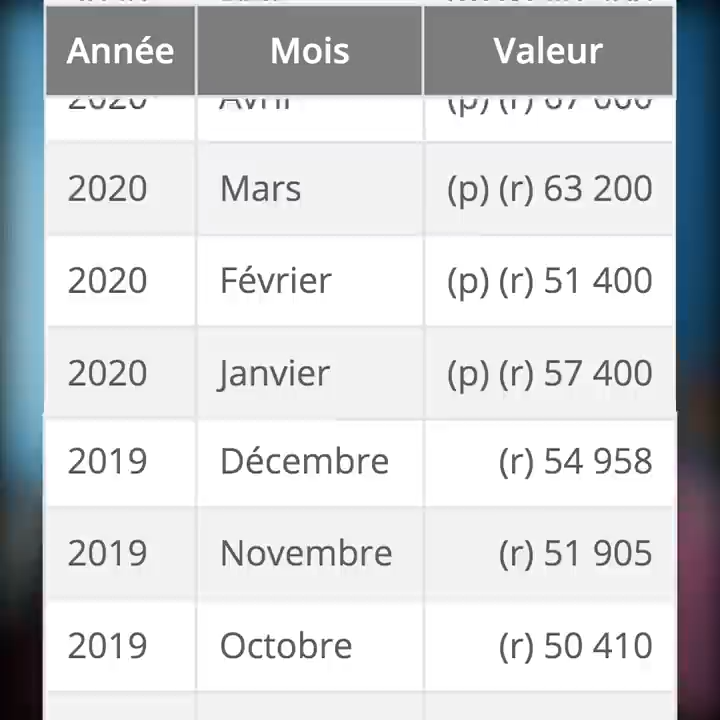 Année Mois Valeur
2020 Mars (p) (r) 63 200
2020 Février (p) (r) 51 400
2020 Janvier (p) (r) 57 400
2019 Décembre (r) 54 958
2019 Novembre (r) 51 905
2019 Octobre (r) 50 410